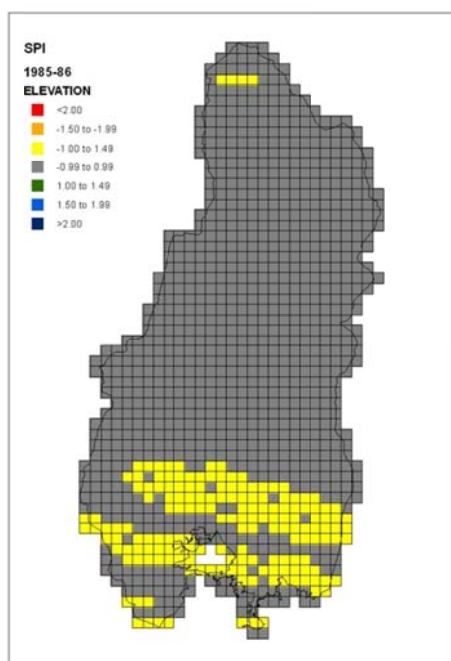 SPI
1985-86
ELEVATION
<2.00
-1.50 to -1.99
-1.00 to 1.49
-0.99 to 0.99
1.00 to 1.49
1.50 to 1.99
>2.00